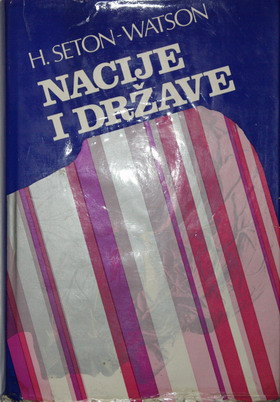 H. SETON-WATSON
NACIJE
I DRŽAVE